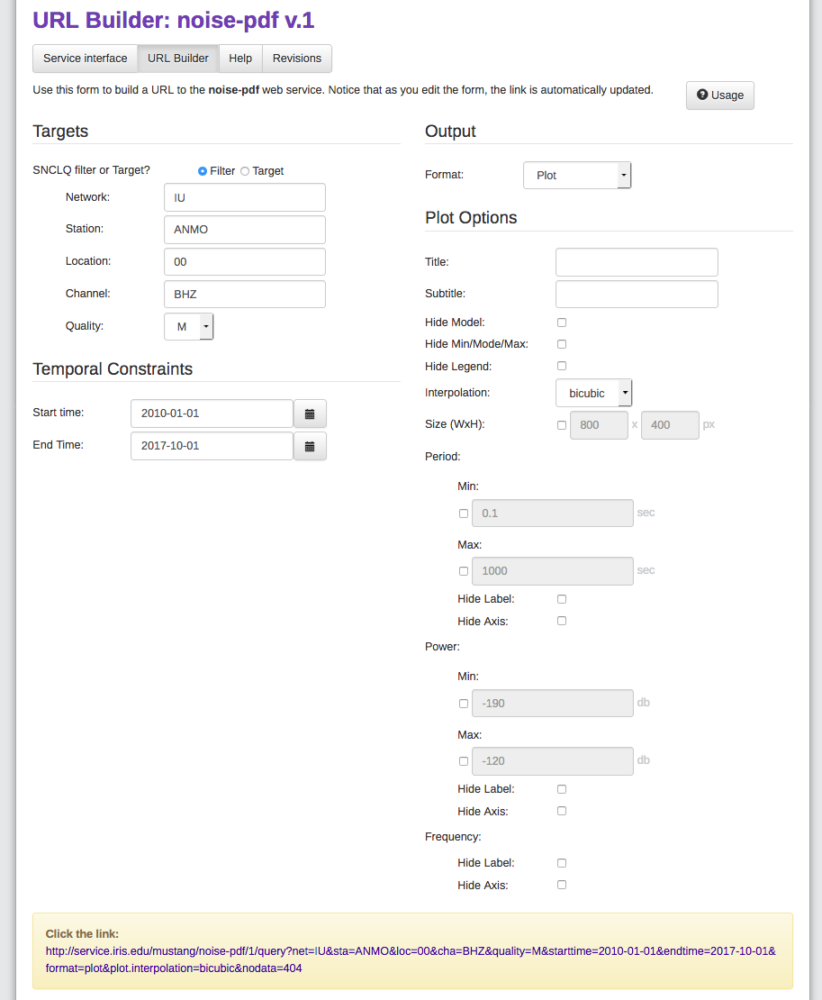 URL Builder: noise-pdf v.1
Service interface URL Builder Help Revisions
Use this form to build a URL to the noise-pdf web service. Notice that as you edit the form, the link is automatically updated.
Usage
Targets
SNCLQ filter or Target? Filter Target
Network: IU
Station: ANMO
Location: 00
Channel: BHZ
Quality: M
Temporal Constraints
Start time: 2010-01-01
End Time: 2017-10-01
Output
Format: Plot
Plot Options
Title:
Subtitle:
Hide Model:
Hide Min/Mode/Max:
Hide Legend:
Interpolation: bicubic
Size (WxH): 800 x 400 px
Period:
Min:
0.1 sec
Max:
1000 sec
Hide Label:
Hide Axis:
Power:
Min:
-190 db
Max:
-120 db
Hide Label:
Hide Axis:
Frequency:
Hide Label:
Hide Axis:
Click the link:
http://service.iris.edu/mustang/noise-pdf/1/query?net=IU&sta=ANMO&loc=00&cha=BHZ&quality=M&starttime=2010-01-01&endtime=2017-10-01&
format=plot&plot.interpolation=bicubic&nodata=404